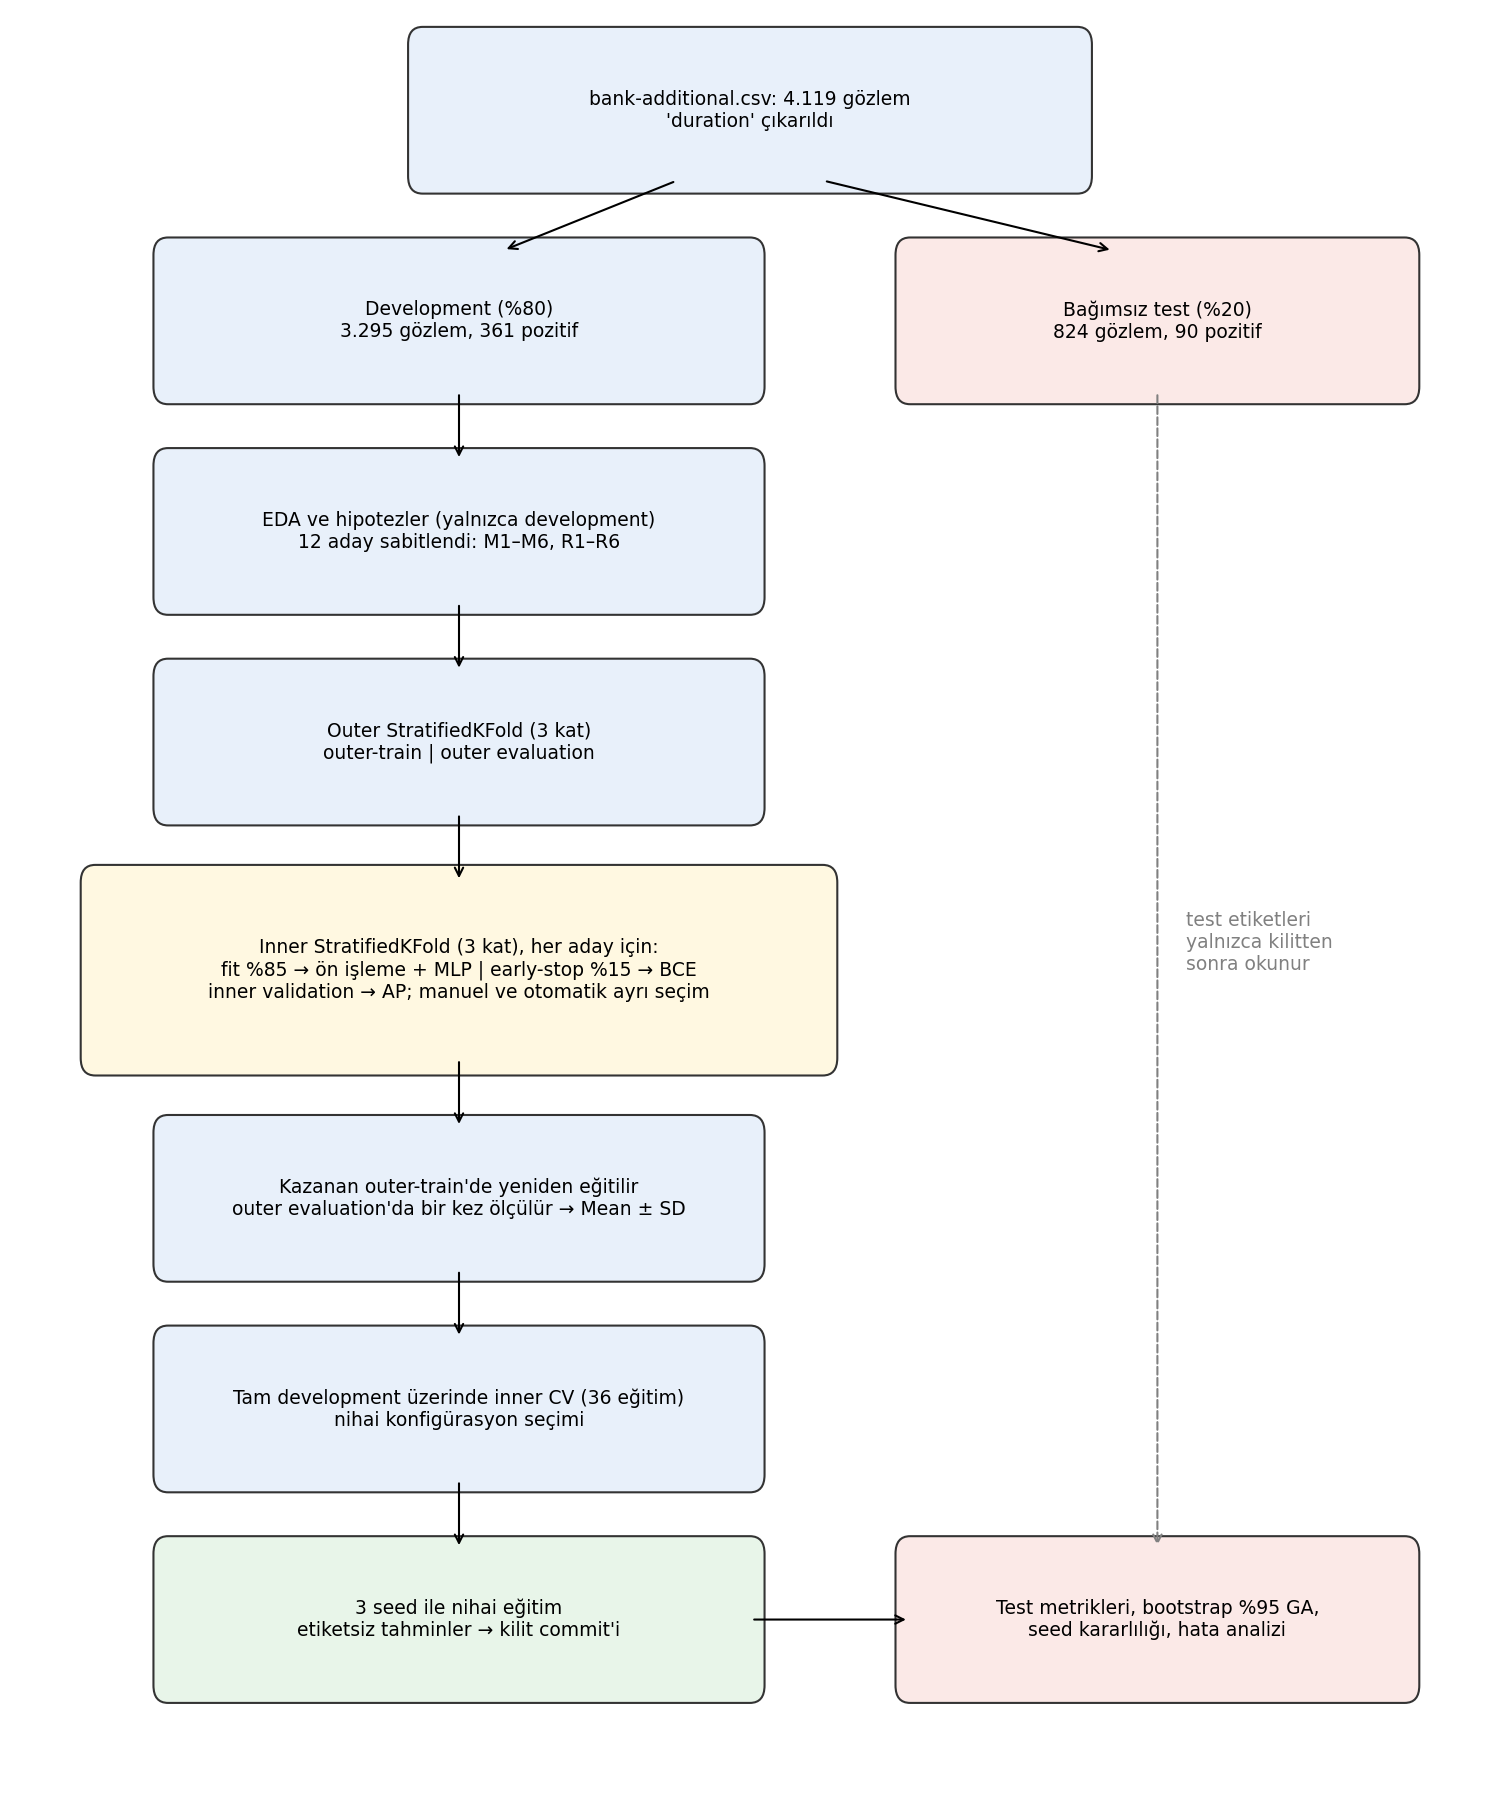 bank-additional.csv: 4.119 gözlem
'duration' çıkarıldı
Development (%80)
3.295 gözlem, 361 pozitif
Bağımsız test (%20)
824 gözlem, 90 pozitif
EDA ve hipotezler (yalnızca development)
12 aday sabitlendi: M1–M6, R1–R6
Outer StratifiedKFold (3 kat)
outer-train | outer evaluation
Inner StratifiedKFold (3 kat), her aday için:
fit %85 → ön işleme + MLP | early-stop %15 → BCE
inner validation → AP; manuel ve otomatik ayrı seçim
test etiketleri
yalnızca kilitten
sonra okunur
Kazanan outer-train'de yeniden eğitilir
outer evaluation'da bir kez ölçülür → Mean ± SD
Tam development üzerinde inner CV (36 eğitim)
nihai konfigürasyon seçimi
3 seed ile nihai eğitim
etiketsiz tahminler → kilit commit'i
Test metrikleri, bootstrap %95 GA,
seed kararlılığı, hata analizi